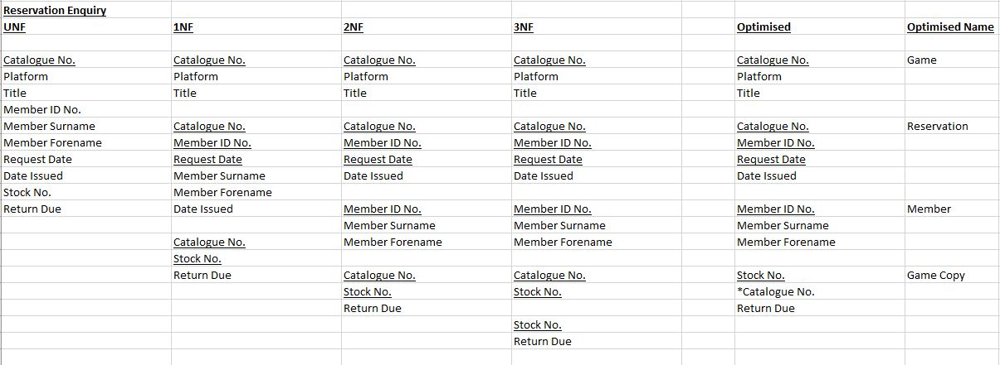 Reservation Enquiry
UNF 1NF 2NF 3NF Optimised Optimised Name
Catalogue No. Catalogue No. Catalogue No. Catalogue No. Catalogue No. Game
Platform Platform Platform Platform Platform
Title Title Title Title Title
Member ID No.
Member Surname Catalogue No. Catalogue No. Catalogue No. Catalogue No. Reservation
Member Forename Member ID No. Member ID No. Member ID No. Member ID No.
Request Date Request Date Request Date Request Date Request Date
Date Issued Member Surname Date Issued Date Issued Date Issued
Stock No. Member Forename
Return Due Date Issued Member ID No. Member ID No. Member ID No. Member
Member Surname Member Surname Member Surname
Catalogue No. Member Forename Member Forename Member Forename
Stock No.
Return Due Catalogue No. Catalogue No. Stock No. Game Copy
Stock No. Stock No. *Catalogue No.
Return Due Return Due
Stock No.
Return Due